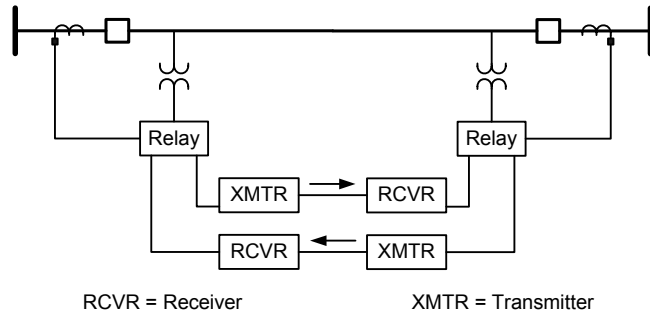 Relay
Relay
XMTR
RCVR
RCVR
XMTR
RCVR = Receiver
XMTR = Transmitter